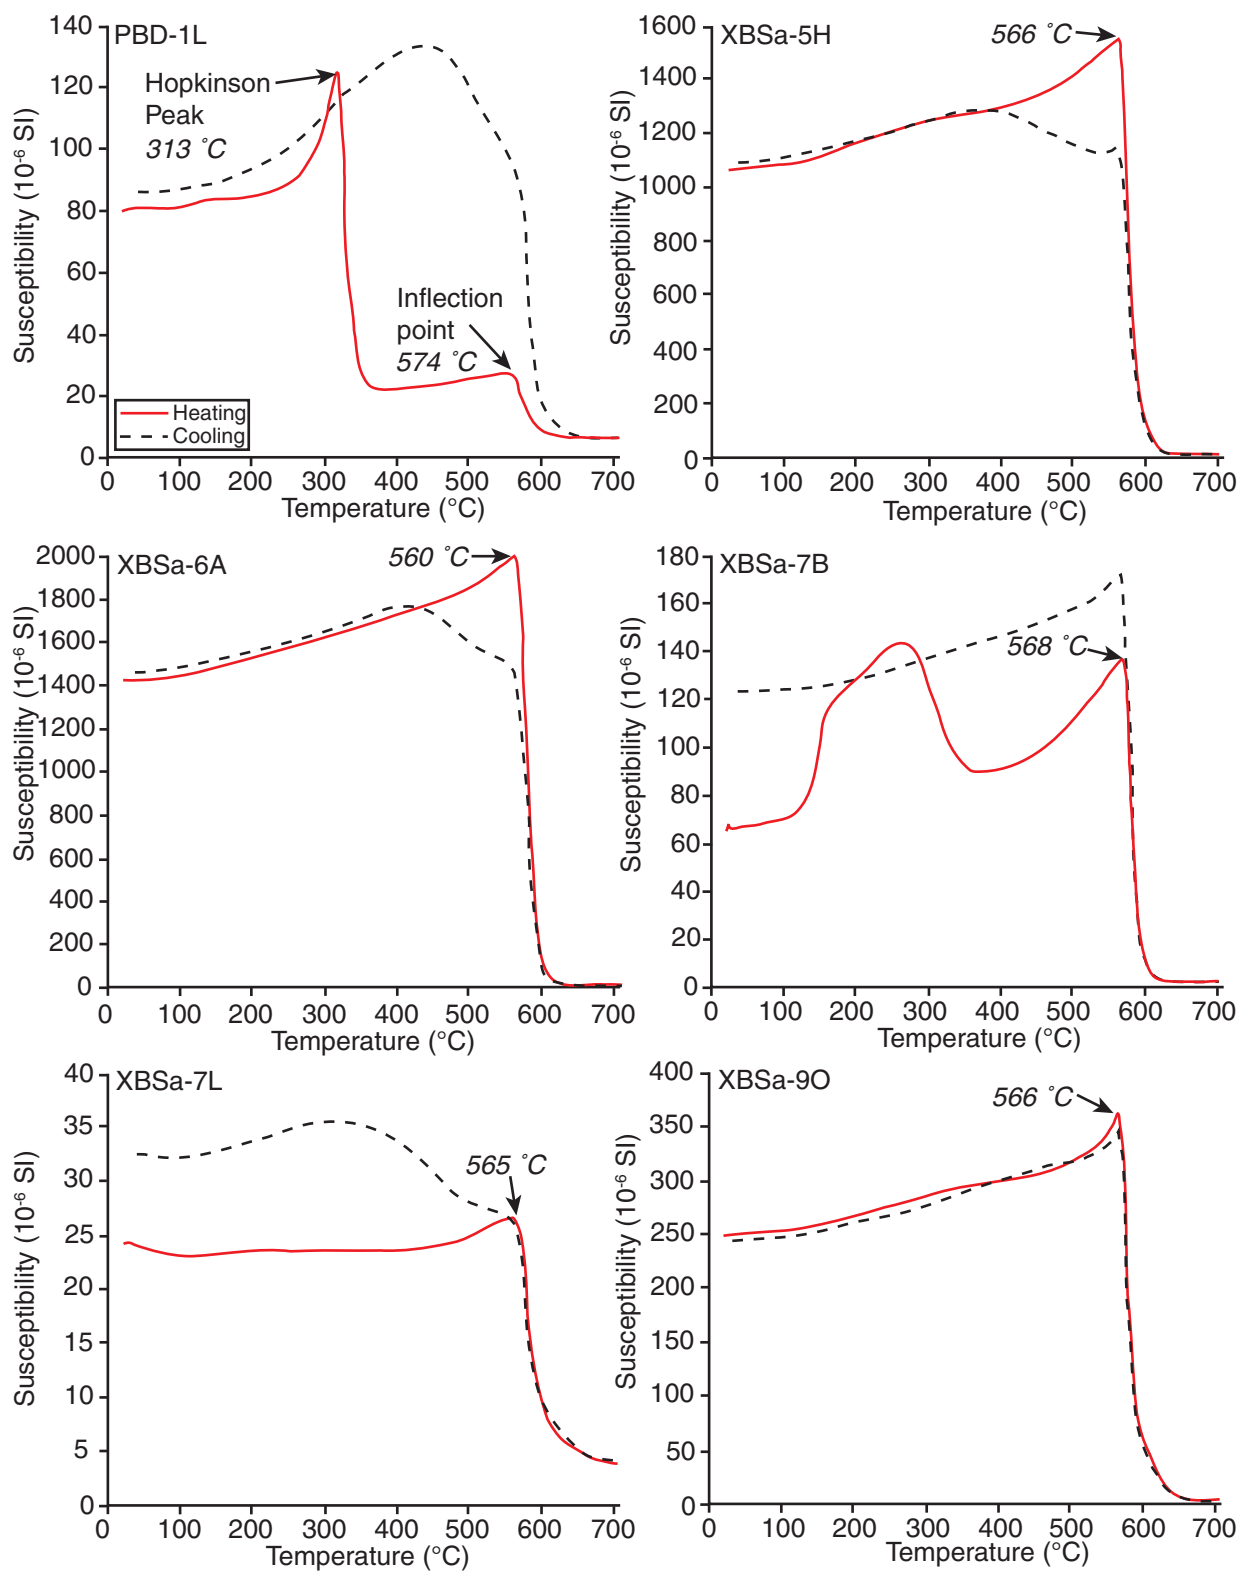 PBD-1L
140
120
100
80
60
40
20
0
Susceptibility (10⁻⁶ SI)
Hopkinson
Peak
313 °C
Inflection
point
574 °C
Heating
Cooling
0 100 200 300 400 500 600 700
Temperature (°C)
XBSa-5H
1600
1400
1200
1000
800
600
400
200
0
Susceptibility (10⁻⁶ SI)
566 °C
0 100 200 300 400 500 600 700
Temperature (°C)
XBSa-6A
2000
1800
1600
1400
1200
1000
800
600
400
200
0
Susceptibility (10⁻⁶ SI)
560 °C
0 100 200 300 400 500 600 700
Temperature (°C)
XBSa-7B
180
160
140
120
100
80
60
40
20
0
Susceptibility (10⁻⁶ SI)
568 °C
0 100 200 300 400 500 600 700
Temperature (°C)
XBSa-7L
40
35
30
25
20
15
10
5
0
Susceptibility (10⁻⁶ SI)
565 °C
0 100 200 300 400 500 600 700
Temperature (°C)
XBSa-9O
400
350
300
250
200
150
100
50
0
Susceptibility (10⁻⁶ SI)
566 °C
0 100 200 300 400 500 600 700
Temperature (°C)